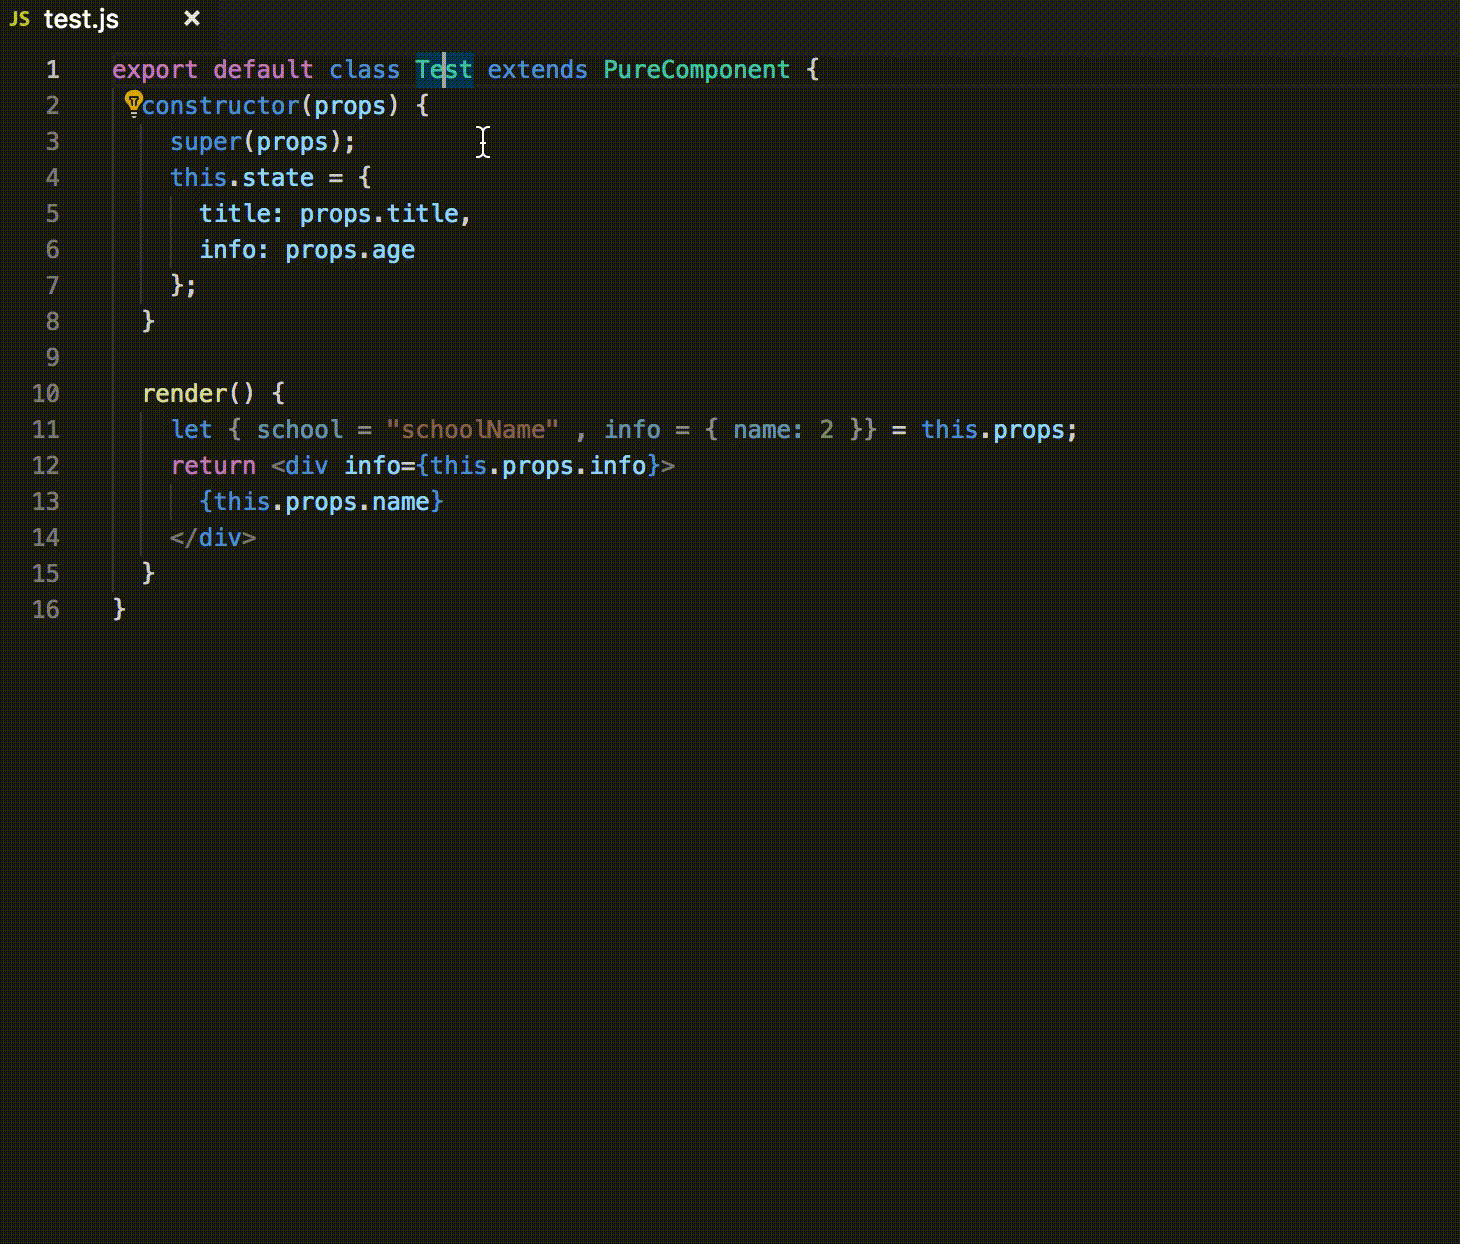 JS test.js ×
1 export default class Test extends PureComponent {
2 constructor(props) {
3 super(props);
4 this.state = {
5 title: props.title,
6 info: props.age
7 };
8 }
9
10 render() {
11 let { school = "schoolName" , info = { name: 2 }} = this.props;
12 return <div info={this.props.info}>
13 {this.props.name}
14 </div>
15 }
16 }